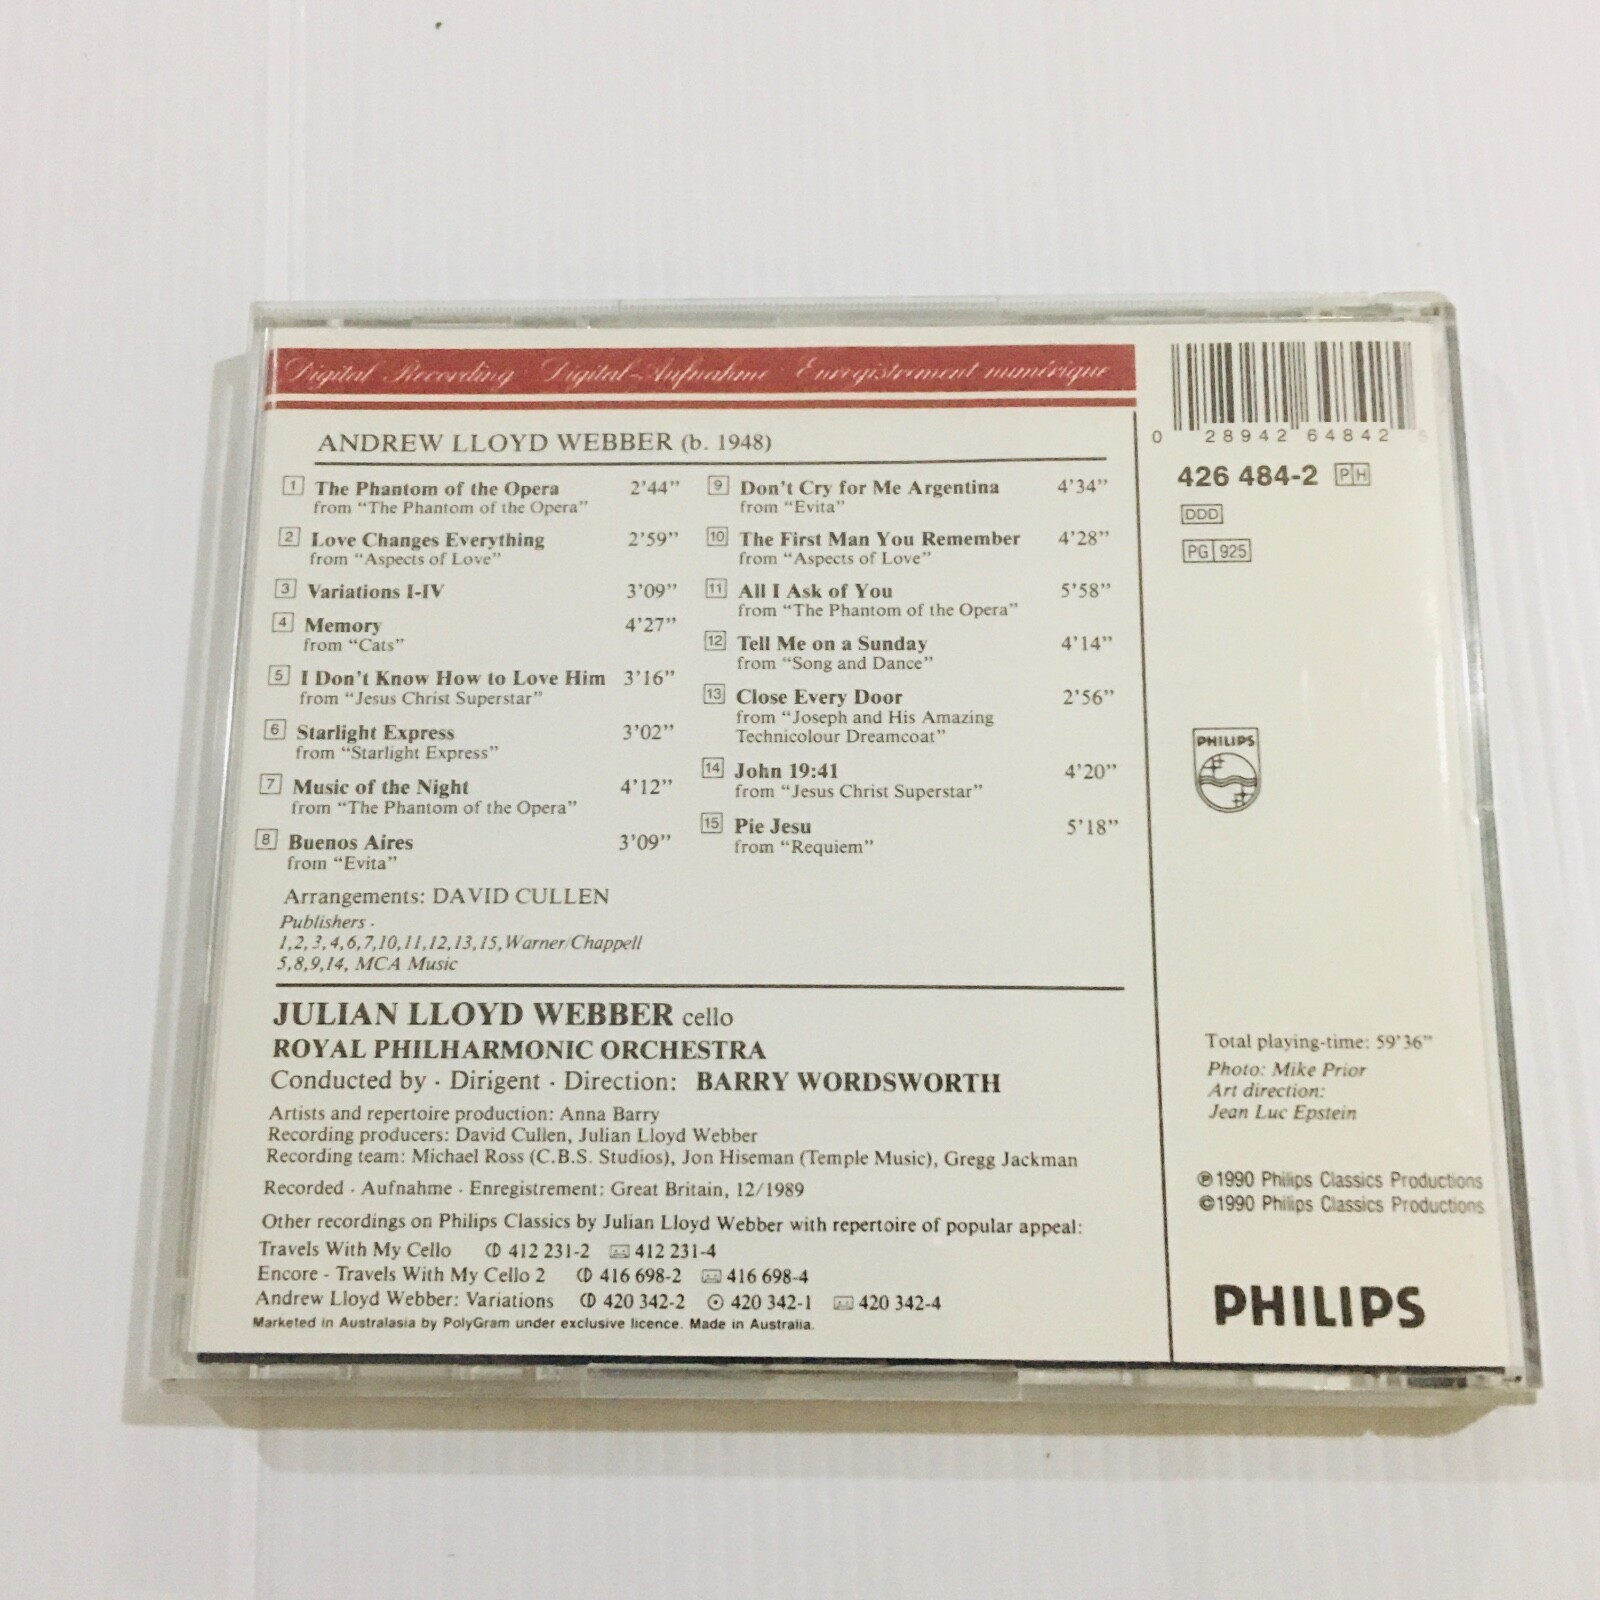 Digital Recording · Digital-Aufnahme · Enregistrement numérique
ANDREW LLOYD WEBBER (b. 1948)
1 The Phantom of the Opera 2'44"
from "The Phantom of the Opera"
2 Love Changes Everything 2'59"
from "Aspects of Love"
3 Variations I-IV 3'09"
4 Memory 4'27"
from "Cats"
5 I Don't Know How to Love Him 3'16"
from "Jesus Christ Superstar"
6 Starlight Express 3'02"
from "Starlight Express"
7 Music of the Night 4'12"
from "The Phantom of the Opera"
8 Buenos Aires 3'09"
from "Evita"
9 Don't Cry for Me Argentina 4'34"
from "Evita"
10 The First Man You Remember 4'28"
from "Aspects of Love"
11 All I Ask of You 5'58"
from "The Phantom of the Opera"
12 Tell Me on a Sunday 4'14"
from "Song and Dance"
13 Close Every Door 2'56"
from "Joseph and His Amazing
Technicolour Dreamcoat"
14 John 19:41 4'20"
from "Jesus Christ Superstar"
15 Pie Jesu 5'18"
from "Requiem"
Arrangements: DAVID CULLEN
Publishers -
1,2,3,4,6,7,10,11,12,13,15, Warner/Chappell
5,8,9,14, MCA Music
JULIAN LLOYD WEBBER cello
ROYAL PHILHARMONIC ORCHESTRA
Conducted by · Dirigent · Direction: BARRY WORDSWORTH
Artists and repertoire production: Anna Barry
Recording producers: David Cullen, Julian Lloyd Webber
Recording team: Michael Ross (C.B.S. Studios), Jon Hiseman (Temple Music), Gregg Jackman
Recorded · Aufnahme · Enregistrement: Great Britain, 12/1989
Other recordings on Philips Classics by Julian Lloyd Webber with repertoire of popular appeal:
Travels With My Cello CD 412 231-2 412 231-4
Encore - Travels With My Cello 2 CD 416 698-2 416 698-4
Andrew Lloyd Webber: Variations CD 420 342-2 420 342-1 420 342-4
Marketed in Australasia by PolyGram under exclusive licence. Made in Australia.
0 28942 64842
426 484-2 PH
DDD
PG 925
PHILIPS
Total playing-time: 59'36"
Photo: Mike Prior
Art direction:
Jean Luc Epstein
℗1990 Philips Classics Productions
©1990 Philips Classics Productions
PHILIPS